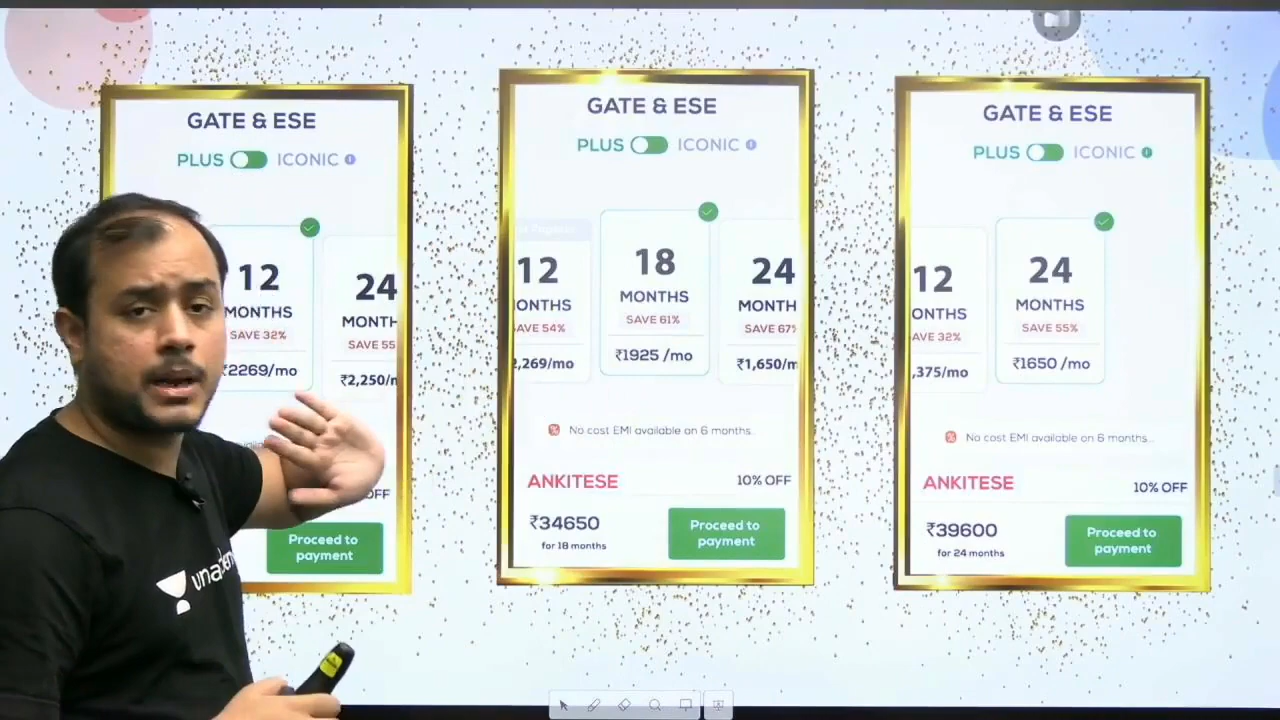 GATE & ESE
PLUS ICONIC
12
MONTHS
SAVE 32%
₹2269/mo
24
MONTH
SAVE 55
₹2,250/m
OFF
Proceed to
payment
GATE & ESE
PLUS ICONIC
12
ONTHS
AVE 54%
2,269/mo
18
MONTHS
SAVE 61%
₹1925 /mo
24
MONTH
SAVE 67%
₹1,650/m
No cost EMI available on 6 months..
ANKITESE
10% OFF
₹34650
for 18 months
Proceed to
payment
GATE & ESE
PLUS ICONIC
12
ONTHS
AVE 32%
,375/mo
24
MONTHS
SAVE 55%
₹1650 /mo
No cost EMI available on 6 months...
ANKITESE
10% OFF
₹39600
for 24 months
Proceed to
payment